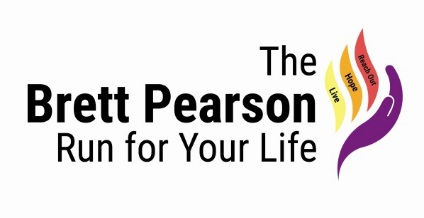 The
Brett Pearson
Run for Your Life
Live
Hope
Reach Out